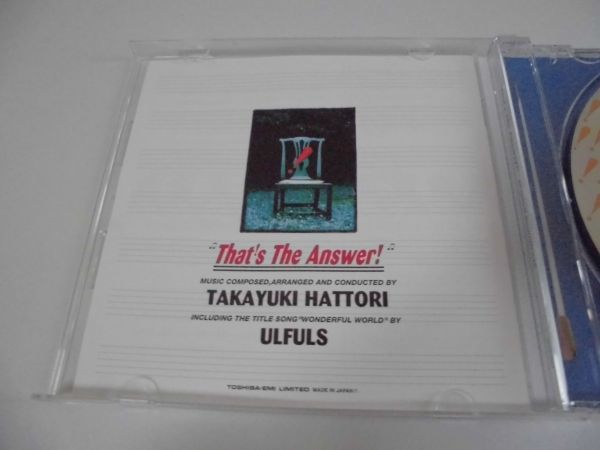 "That's The Answer!"
MUSIC COMPOSED,ARRANGED AND CONDUCTED BY
TAKAYUKI HATTORI
INCLUDING THE TITLE SONG"WONDERFUL WORLD" BY
ULFULS
TOSHIBA-EMI LIMITED MADE IN JAPAN